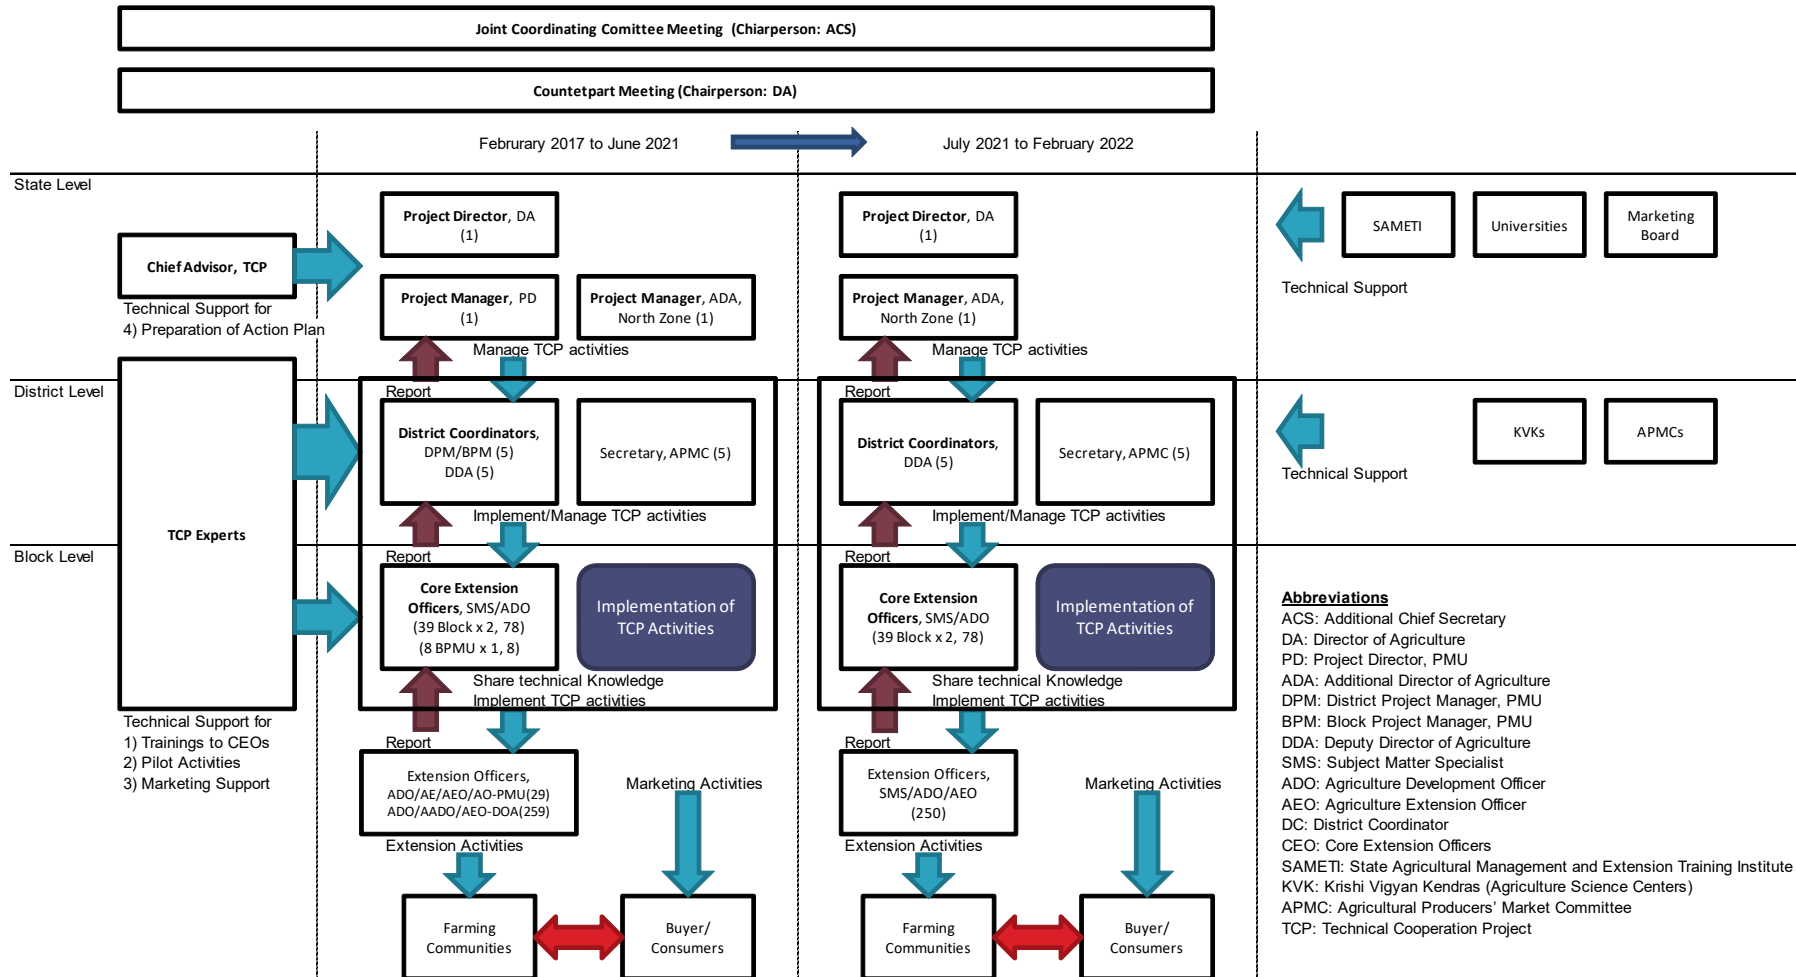 Joint Coordinating Comittee Meeting  (Chiarperson: ACS)
Countetpart Meeting (Chairperson: DA)
Februrary 2017 to June 2021
July 2021 to February 2022
State Level
Chief Advisor, TCP
Technical Support for
4) Preparation of Action Plan
Project Director, DA
(1)
Project Manager, PD
(1)
Project Manager, ADA,
North Zone (1)
Manage TCP activities
Project Director, DA
(1)
Project Manager, ADA,
North Zone (1)
Manage TCP activities
SAMETI
Universities
Marketing
Board
Technical Support
District Level
TCP Experts
Report
District Coordinators,
DPM/BPM (5)
DDA (5)
Secretary, APMC (5)
Implement/Manage TCP activities
Report
District Coordinators,
DDA (5)
Secretary, APMC (5)
Implement/Manage TCP activities
KVKs
APMCs
Technical Support
Block Level
Report
Core Extension
Officers, SMS/ADO
(39 Block x 2, 78)
(8 BPMU x 1, 8)
Implementation of
TCP Activities
Share technical Knowledge
Implement TCP activities
Report
Core Extension
Officers, SMS/ADO
(39 Block x 2, 78)
Implementation of
TCP Activities
Share technical Knowledge
Implement TCP activities
Technical Support for
1) Trainings to CEOs
2) Pilot Activities
3) Marketing Support
Report
Extension Officers,
ADO/AE/AEO/AO-PMU(29)
ADO/AADO/AEO-DOA(259)
Marketing Activities
Extension Activities
Farming
Communities
Buyer/
Consumers
Report
Extension Officers,
SMS/ADO/AEO
(250)
Marketing Activities
Extension Activities
Farming
Communities
Buyer/
Consumers
Abbreviations
ACS: Additional Chief Secretary
DA: Director of Agriculture
PD: Project Director, PMU
ADA: Additional Director of Agriculture
DPM: District Project Manager, PMU
BPM: Block Project Manager, PMU
DDA: Deputy Director of Agriculture
SMS: Subject Matter Specialist
ADO: Agriculture Development Officer
AEO: Agriculture Extension Officer
DC: District Coordinator
CEO: Core Extension Officers
SAMETI: State Agricultural Management and Extension Training Institute
KVK: Krishi Vigyan Kendras (Agriculture Science Centers)
APMC: Agricultural Producers’ Market Committee
TCP: Technical Cooperation Project